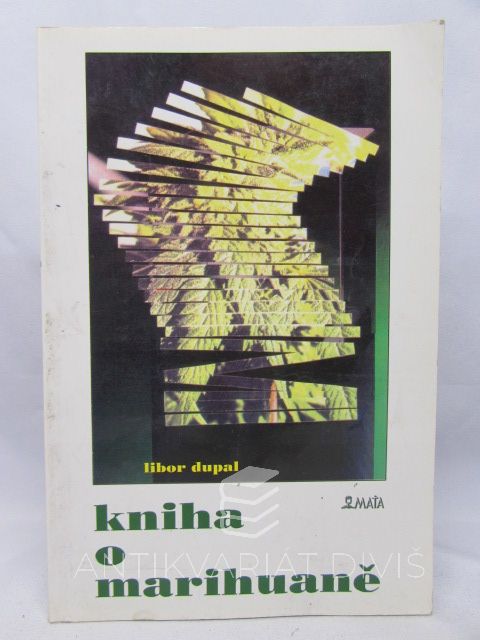 libor dupal
kniha
MAŤA
o
ANTIKVARIÁT DIVIŠ
marihuaně